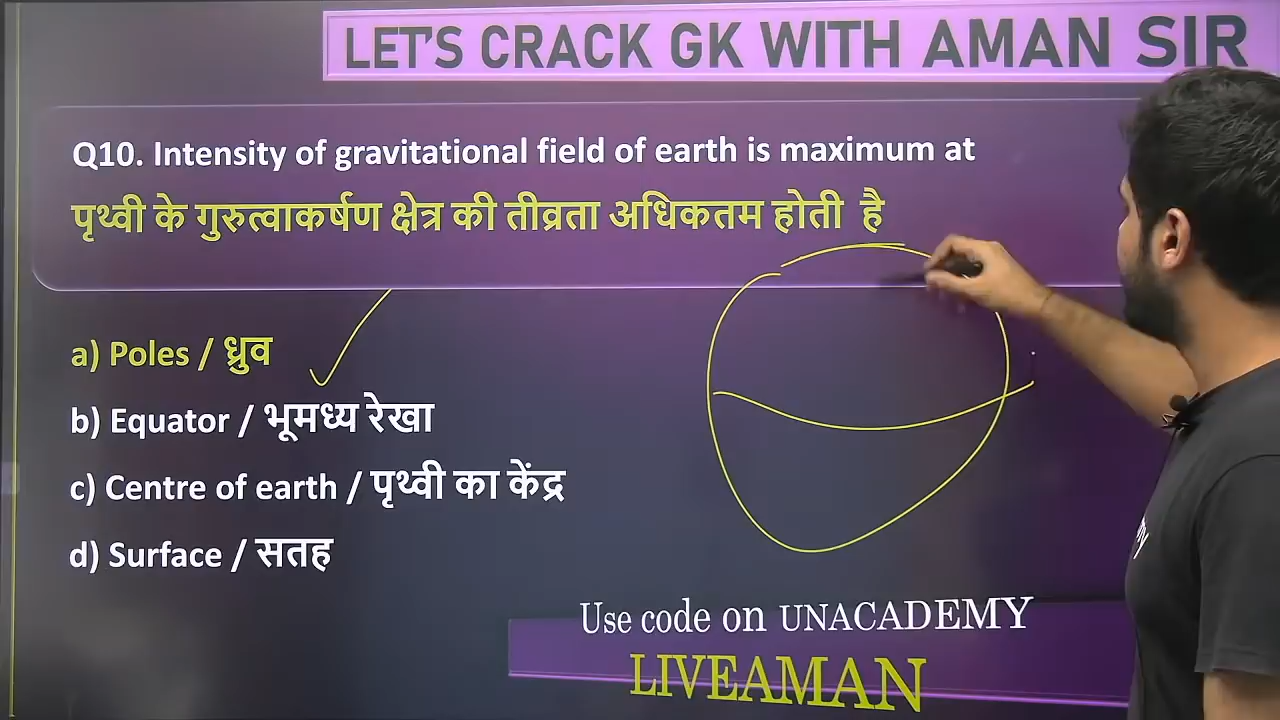 LET'S CRACK GK WITH AMAN SIR
Q10. Intensity of gravitational field of earth is maximum at
पृथ्वी के गुरुत्वाकर्षण क्षेत्र की तीव्रता अधिकतम होती है
a) Poles / ध्रुव
b) Equator / भूमध्य रेखा
c) Centre of earth / पृथ्वी का केंद्र
d) Surface / सतह
Use code on UNACADEMY
LIVEAMAN